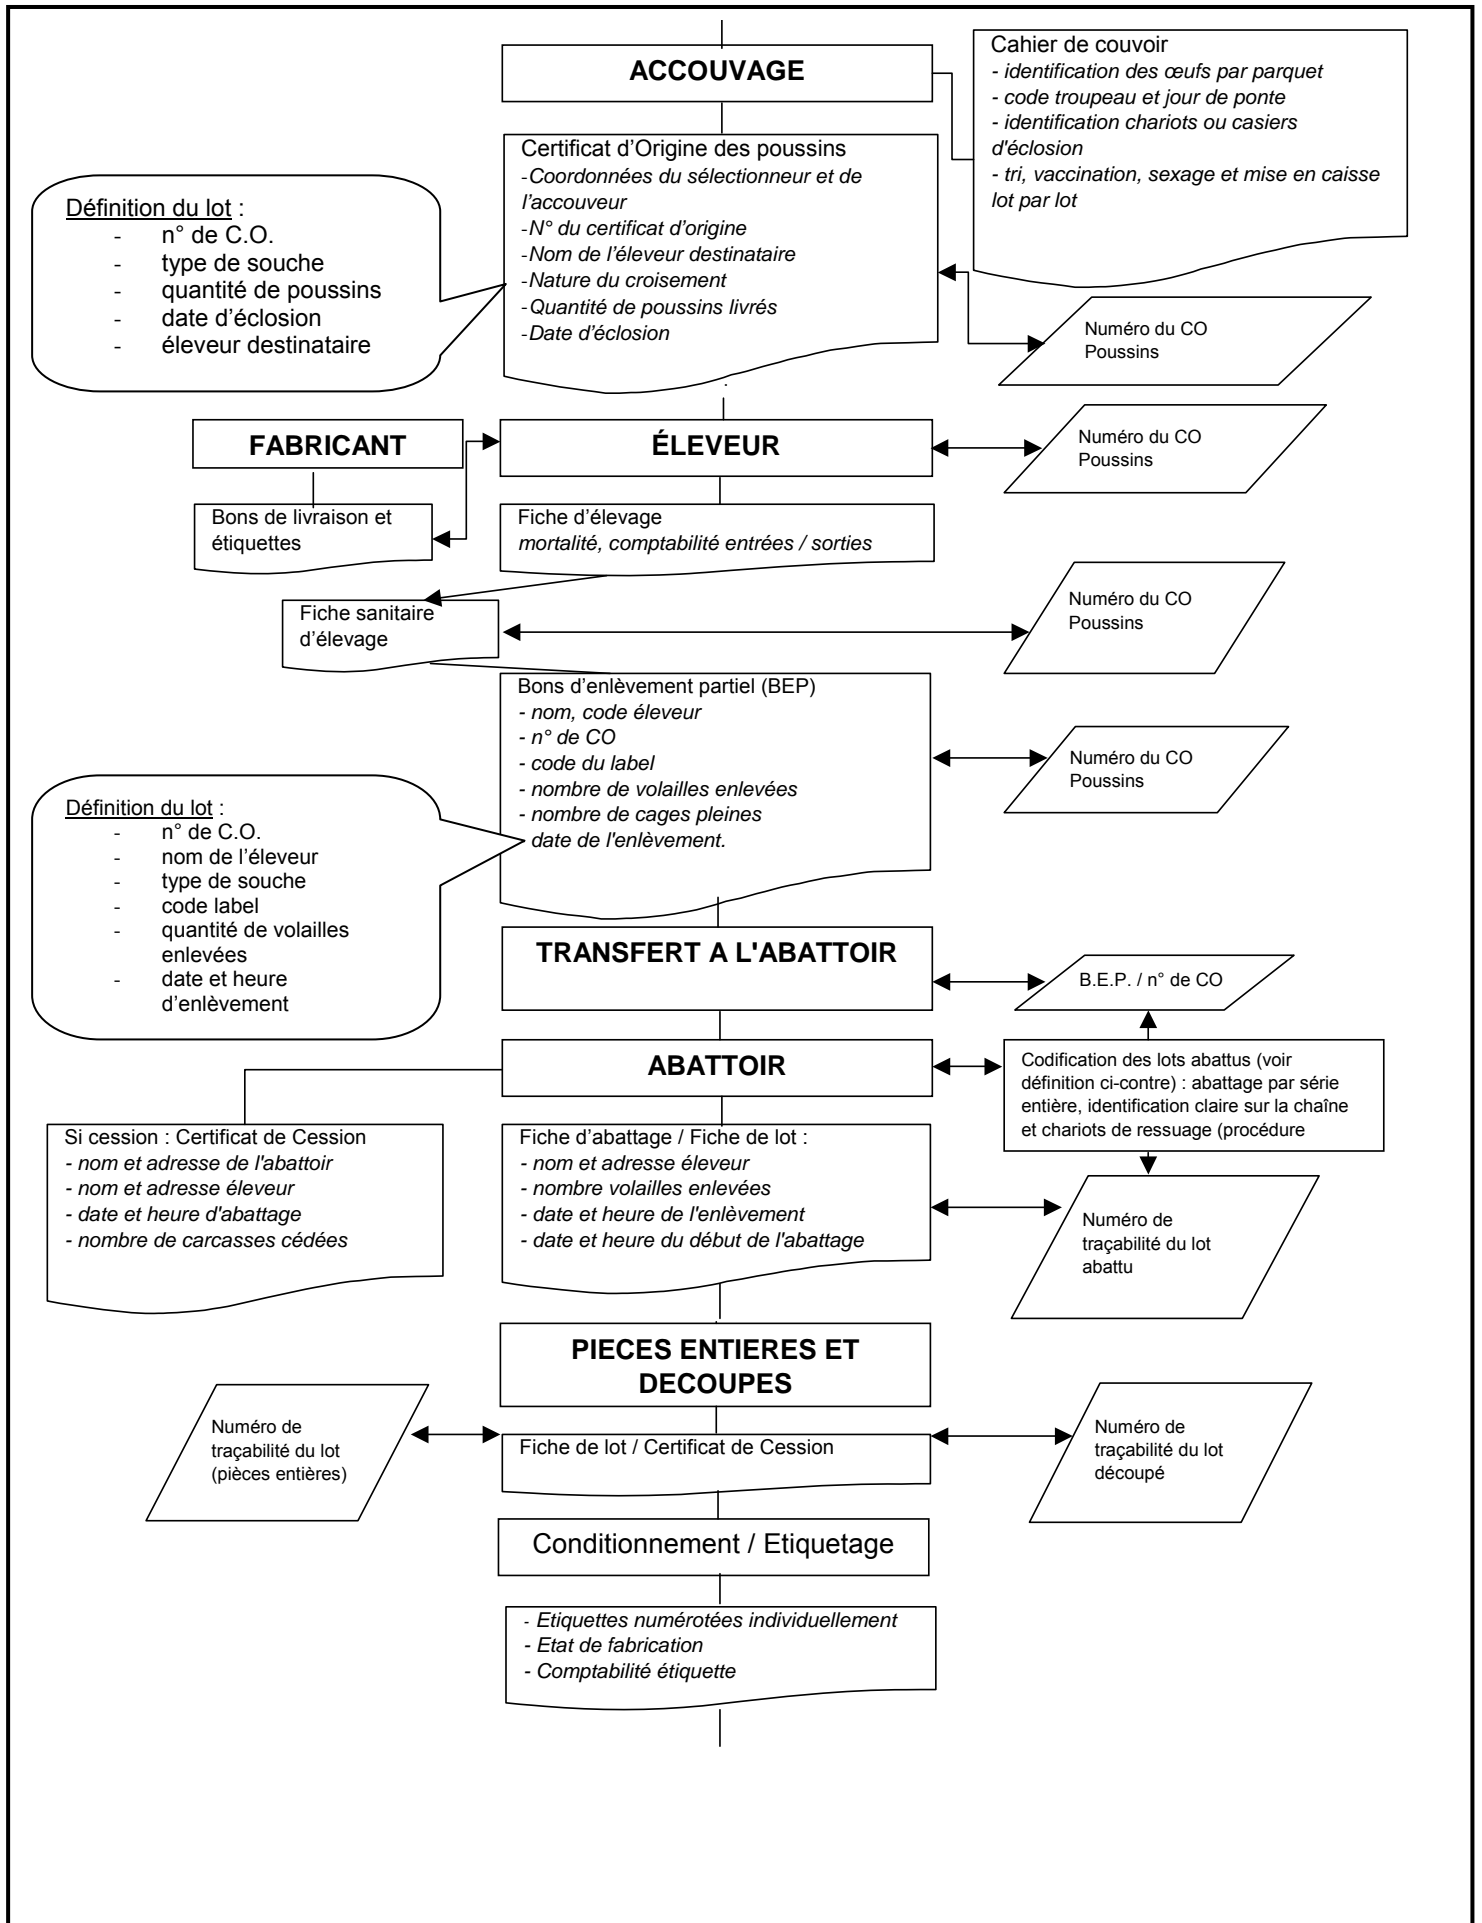 ACCOUVAGE
Cahier de couvoir
- identification des œufs par parquet
- code troupeau et jour de ponte
- identification chariots ou casiers
d'éclosion
- tri, vaccination, sexage et mise en caisse
lot par lot
Certificat d’Origine des poussins
-Coordonnées du sélectionneur et de
l’accouveur
-N° du certificat d’origine
-Nom de l’éleveur destinataire
-Nature du croisement
-Quantité de poussins livrés
-Date d’éclosion
Définition du lot :
- n° de C.O.
- type de souche
- quantité de poussins
- date d’éclosion
- éleveur destinataire
Numéro du CO
Poussins
FABRICANT
ÉLEVEUR
Numéro du CO
Poussins
Bons de livraison et
étiquettes
Fiche d’élevage
mortalité, comptabilité entrées / sorties
Fiche sanitaire
d’élevage
Numéro du CO
Poussins
Bons d’enlèvement partiel (BEP)
- nom, code éleveur
- n° de CO
- code du label
- nombre de volailles enlevées
- nombre de cages pleines
date de l'enlèvement.
Numéro du CO
Poussins
Définition du lot :
- n° de C.O.
- nom de l’éleveur
- type de souche
- code label
- quantité de volailles
enlevées
- date et heure
d’enlèvement
TRANSFERT A L'ABATTOIR
B.E.P. / n° de CO
ABATTOIR
Codification des lots abattus (voir
définition ci-contre) : abattage par série
entière, identification claire sur la chaîne
et chariots de ressuage (procédure
Si cession : Certificat de Cession
- nom et adresse de l'abattoir
- nom et adresse éleveur
- date et heure d'abattage
- nombre de carcasses cédées
Fiche d’abattage / Fiche de lot :
- nom et adresse éleveur
- nombre volailles enlevées
- date et heure de l'enlèvement
- date et heure du début de l'abattage
Numéro de
traçabilité du lot
abattu
PIECES ENTIERES ET
DECOUPES
Numéro de
traçabilité du lot
(pièces entières)
Fiche de lot / Certificat de Cession
Numéro de
traçabilité du lot
découpé
Conditionnement / Etiquetage
- Etiquettes numérotées individuellement
- Etat de fabrication
- Comptabilité étiquette